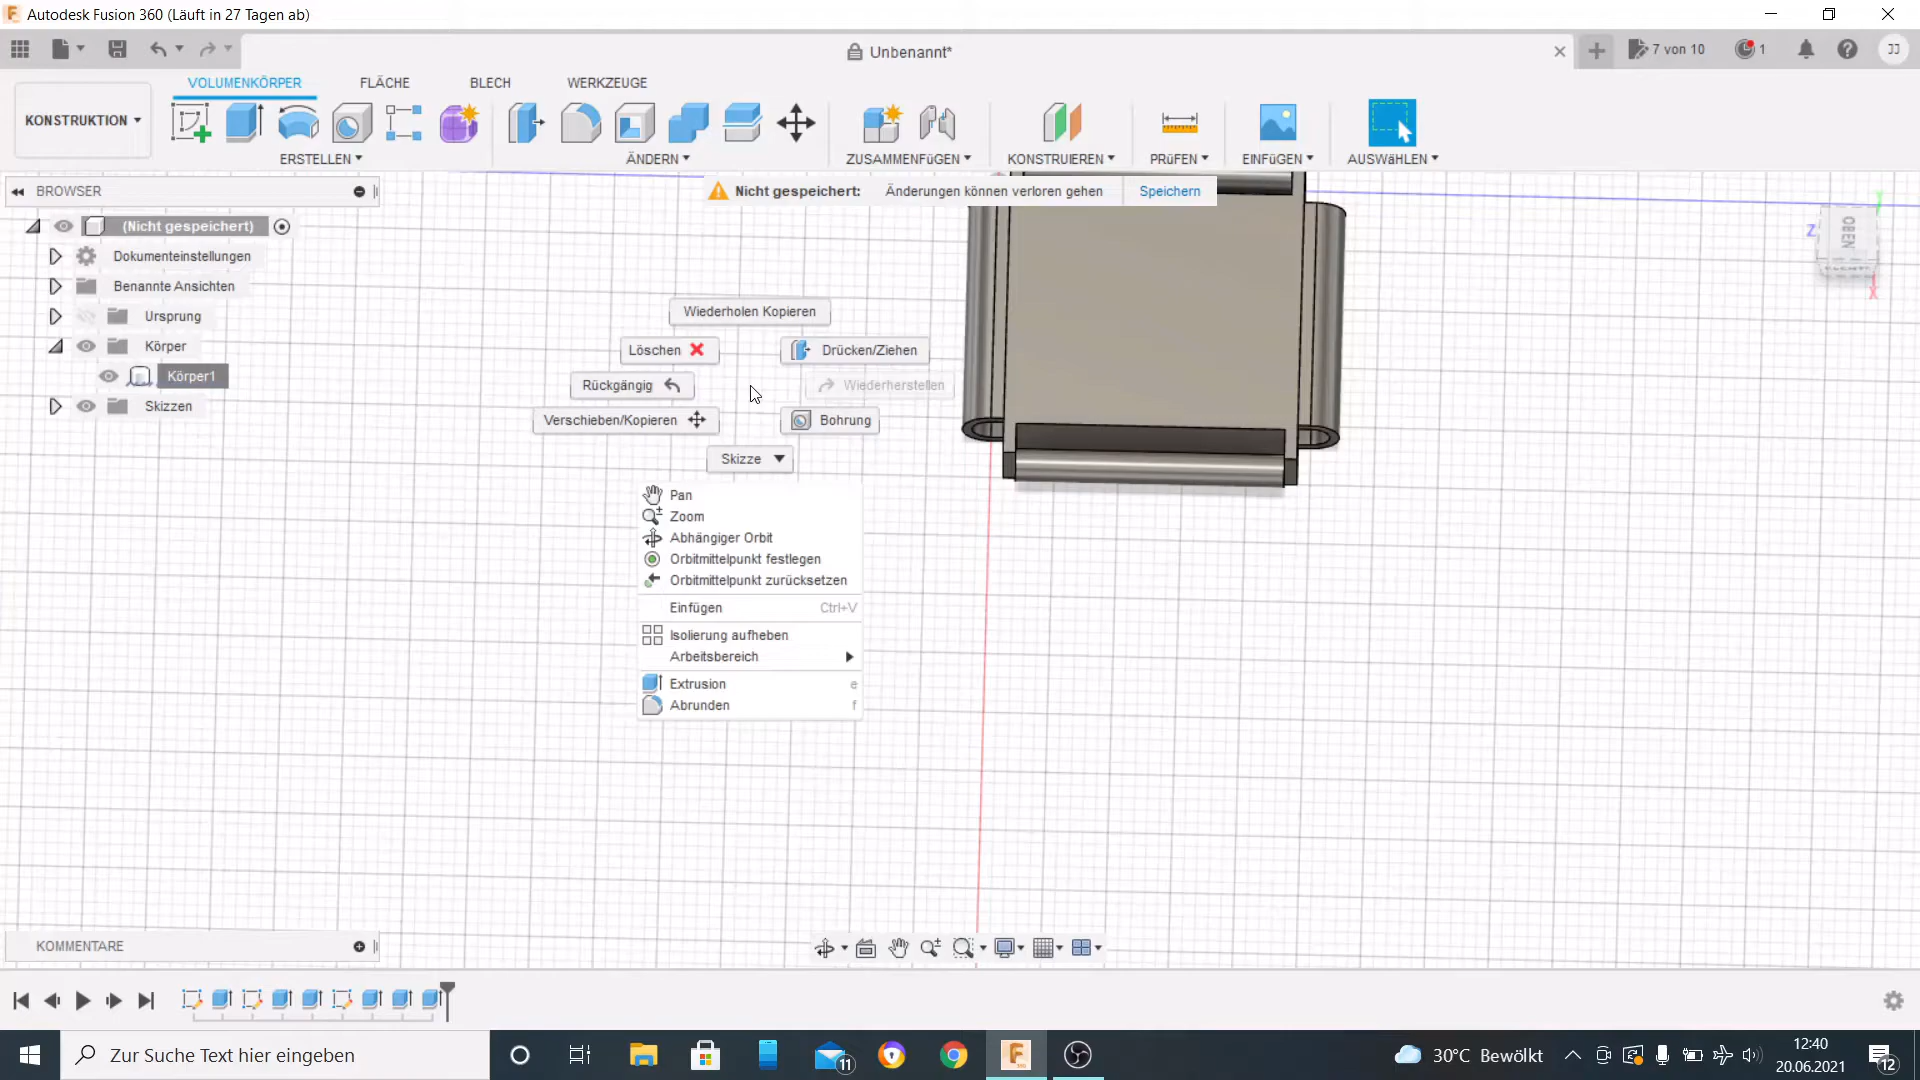 Autodesk Fusion 360 (Läuft in 27 Tagen ab)
Unbenannt*
7 von 10
1
JJ
KONSTRUKTION
VOLUMENKÖRPER
FLÄCHE
BLECH
WERKZEUGE
ERSTELLEN
ÄNDERN
ZUSAMMENFüGEN
KONSTRUIEREN
PRüFEN
EINFüGEN
AUSWäHLEN
BROWSER
Nicht gespeichert: Änderungen können verloren gehen Speichern
(Nicht gespeichert)
Dokumenteinstellungen
Benannte Ansichten
Ursprung
Körper
Körper1
Skizzen
Z
OBEN
X
Wiederholen Kopieren
Löschen
Drücken/Ziehen
Rückgängig
Wiederherstellen
Verschieben/Kopieren
Bohrung
Skizze
Pan
Zoom
Abhängiger Orbit
Orbitmittelpunkt festlegen
Orbitmittelpunkt zurücksetzen
Einfügen Ctrl+V
Isolierung aufheben
Arbeitsbereich
Extrusion e
Abrunden f
KOMMENTARE
Zur Suche Text hier eingeben
11
30°C Bewölkt
12:40
20.06.2021
12